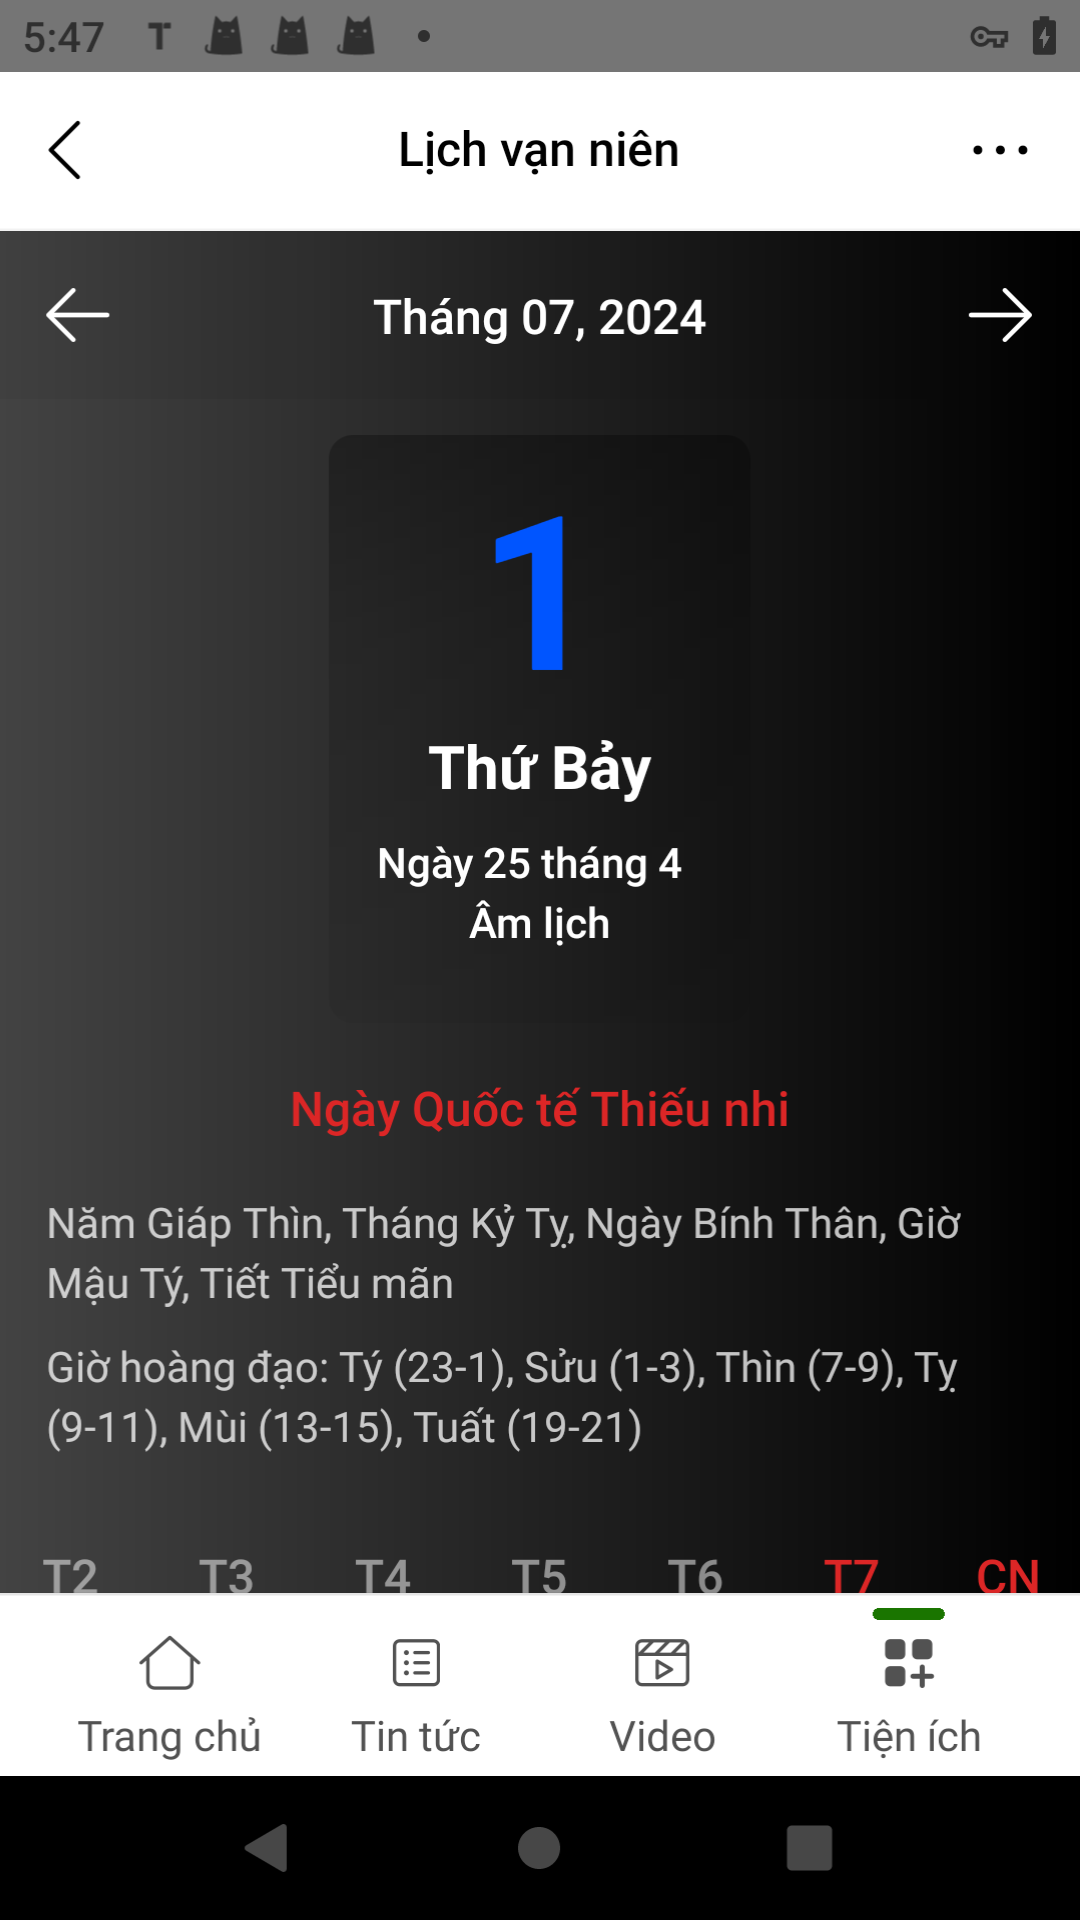 5:47
Lịch vạn niên
Tháng 07, 2024
1
Thứ Bảy
Ngày 25 tháng 4
Âm lịch
Ngày Quốc tế Thiếu nhi
Năm Giáp Thìn, Tháng Kỷ Tỵ, Ngày Bính Thân, Giờ
Mậu Tý, Tiết Tiểu mãn
Giờ hoàng đạo: Tý (23-1), Sửu (1-3), Thìn (7-9), Tỵ
(9-11), Mùi (13-15), Tuất (19-21)
T2 T3 T4 T5 T6 T7 CN
Trang chủ Tin tức Video Tiện ích